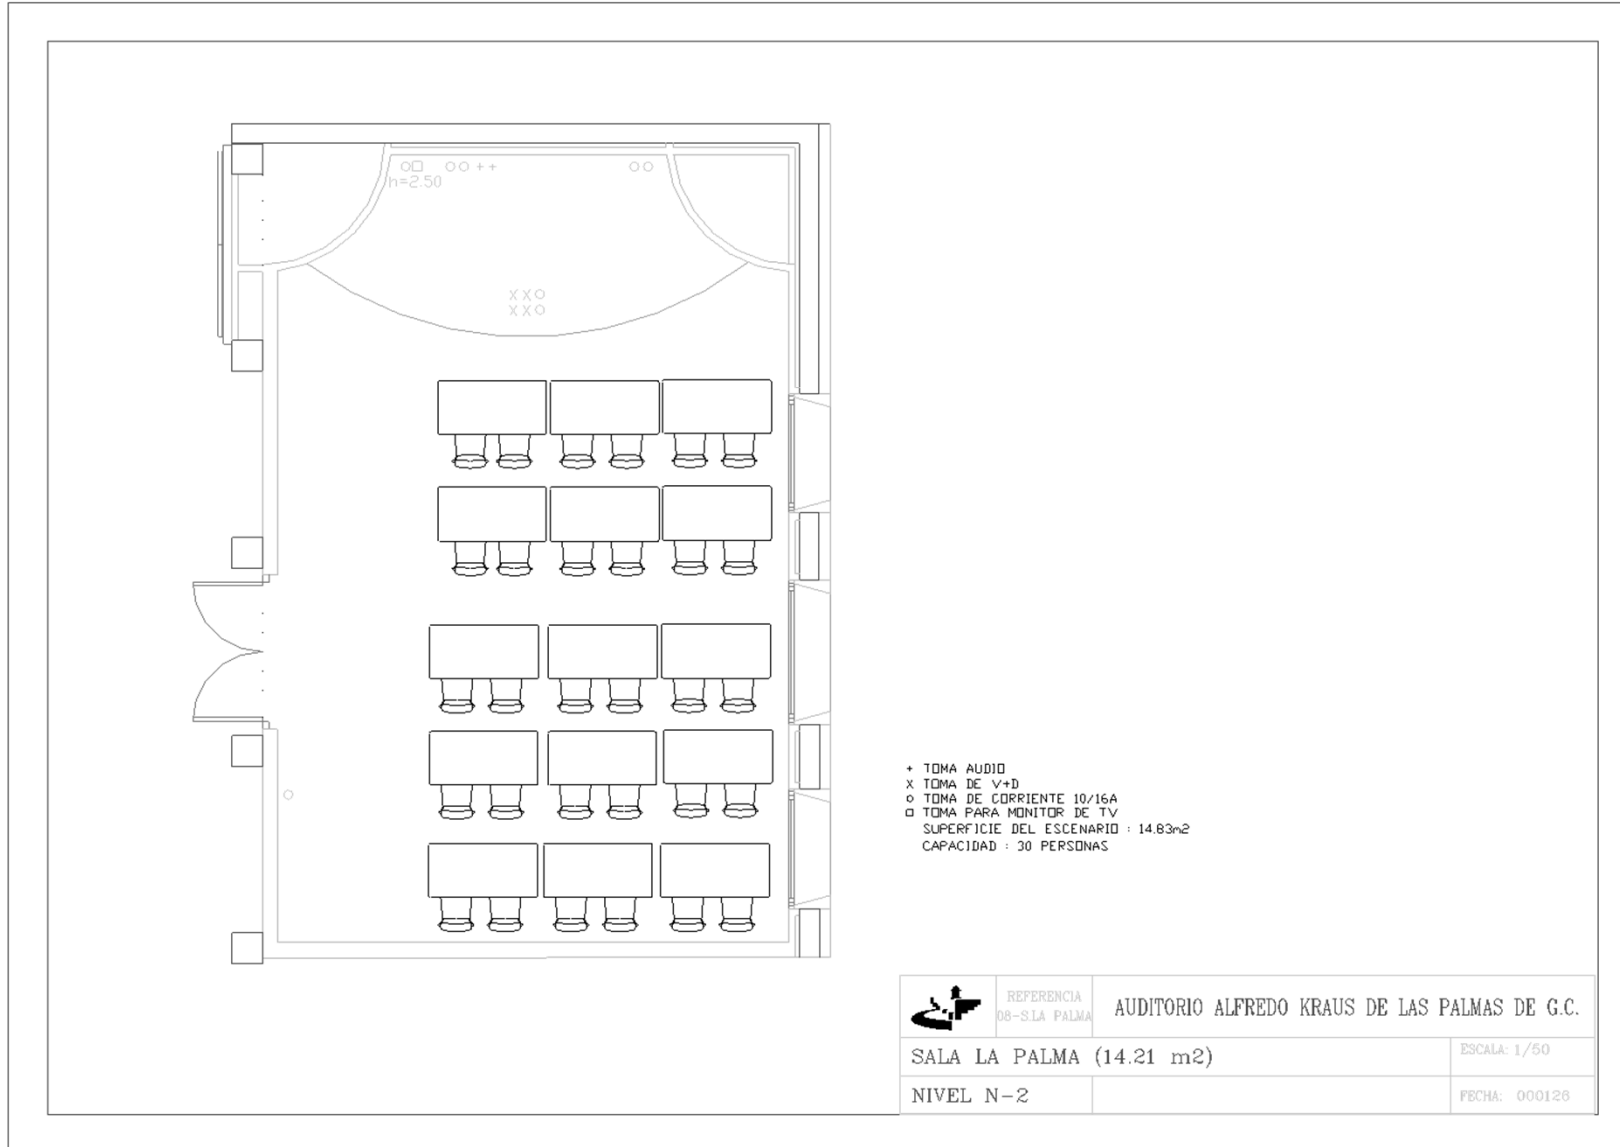 h=2.50
+ TOMA AUDIO
X TOMA DE V+D
o TOMA DE CORRIENTE 10/16A
□ TOMA PARA MONITOR DE TV
SUPERFICIE DEL ESCENARIO : 14.83m2
CAPACIDAD : 30 PERSONAS
REFERENCIA
08-S.LA PALMA
AUDITORIO ALFREDO KRAUS DE LAS PALMAS DE G.C.
SALA LA PALMA (14.21 m2)
ESCALA: 1/50
NIVEL N-2
FECHA: 000126